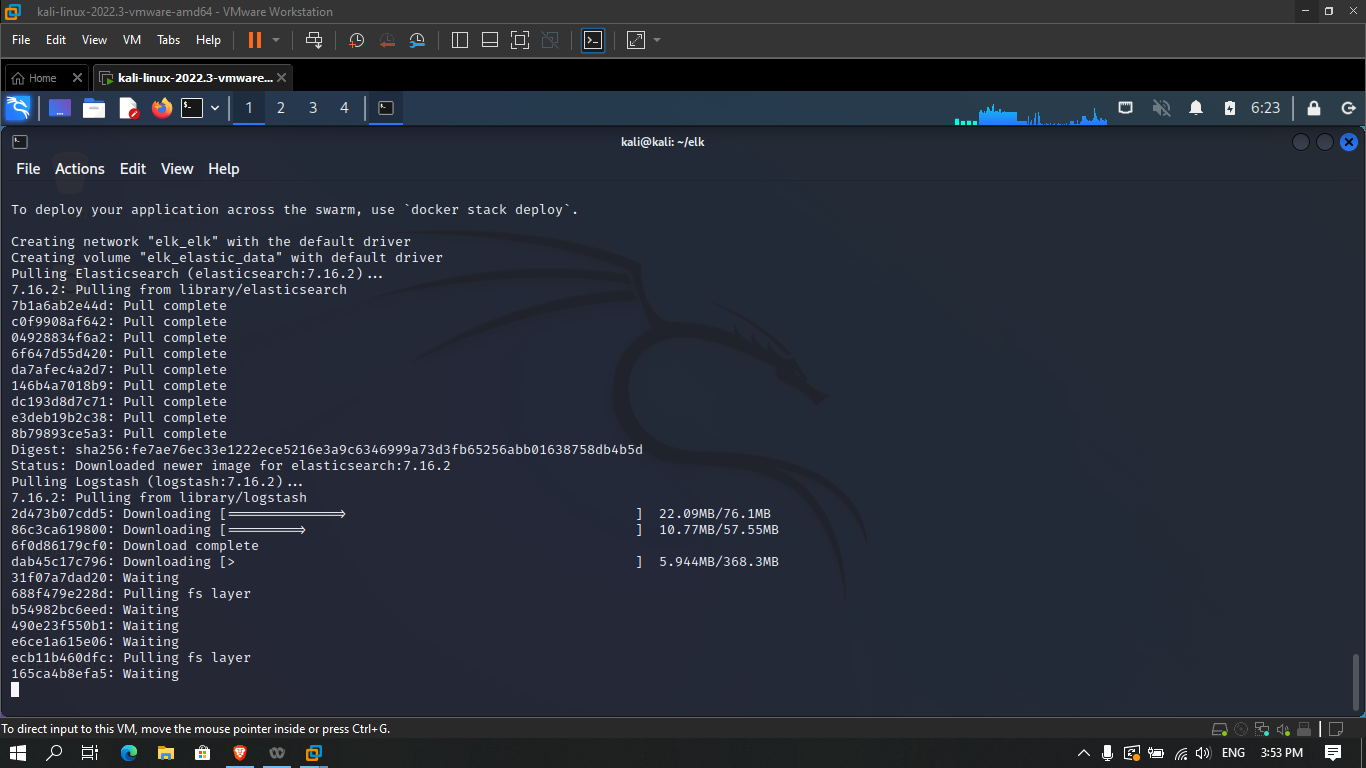 kali-linux-2022.3-vmware-amd64 - VMware Workstation
File Edit View VM Tabs Help
Home kali-linux-2022.3-vmware...
1 2 3 4 6:23
kali@kali: ~/elk
File Actions Edit View Help
To deploy your application across the swarm, use `docker stack deploy`.
Creating network "elk_elk" with the default driver
Creating volume "elk_elastic_data" with default driver
Pulling Elasticsearch (elasticsearch:7.16.2)...
7.16.2: Pulling from library/elasticsearch
7b1a6ab2e44d: Pull complete
c0f9908af642: Pull complete
04928834f6a2: Pull complete
6f647d55d420: Pull complete
da7afec4a2d7: Pull complete
146b4a7018b9: Pull complete
dc193d8d7c71: Pull complete
e3deb19b2c38: Pull complete
8b79893ce5a3: Pull complete
Digest: sha256:fe7ae76ec33e1222ece5216e3a9c6346999a73d3fb65256abb01638758db4b5d
Status: Downloaded newer image for elasticsearch:7.16.2
Pulling Logstash (logstash:7.16.2)...
7.16.2: Pulling from library/logstash
2d473b07cdd5: Downloading [==============>                                    ]  22.09MB/76.1MB
86c3ca619800: Downloading [=========>                                         ]  10.77MB/57.55MB
6f0d86179cf0: Download complete
dab45c17c796: Downloading [>                                                  ]  5.944MB/368.3MB
31f07a7dad20: Waiting
688f479e228d: Pulling fs layer
b54982bc6eed: Waiting
490e23f550b1: Waiting
e6ce1a615e06: Waiting
ecb11b460dfc: Pulling fs layer
165ca4b8efa5: Waiting
To direct input to this VM, move the mouse pointer inside or press Ctrl+G.
ENG 3:53 PM